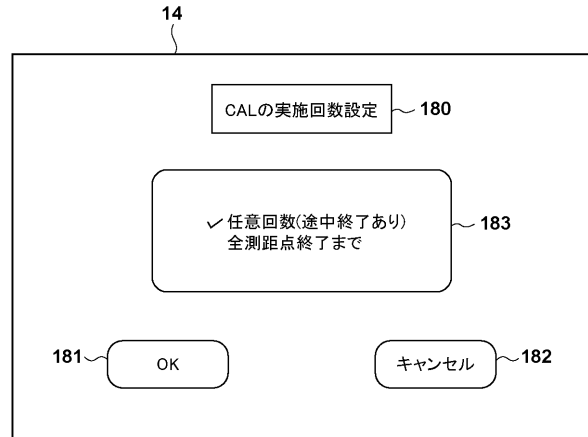 14
CALの実施回数設定
180
✓ 任意回数(途中終了あり)
全測距点終了まで
183
181
OK
キャンセル
182